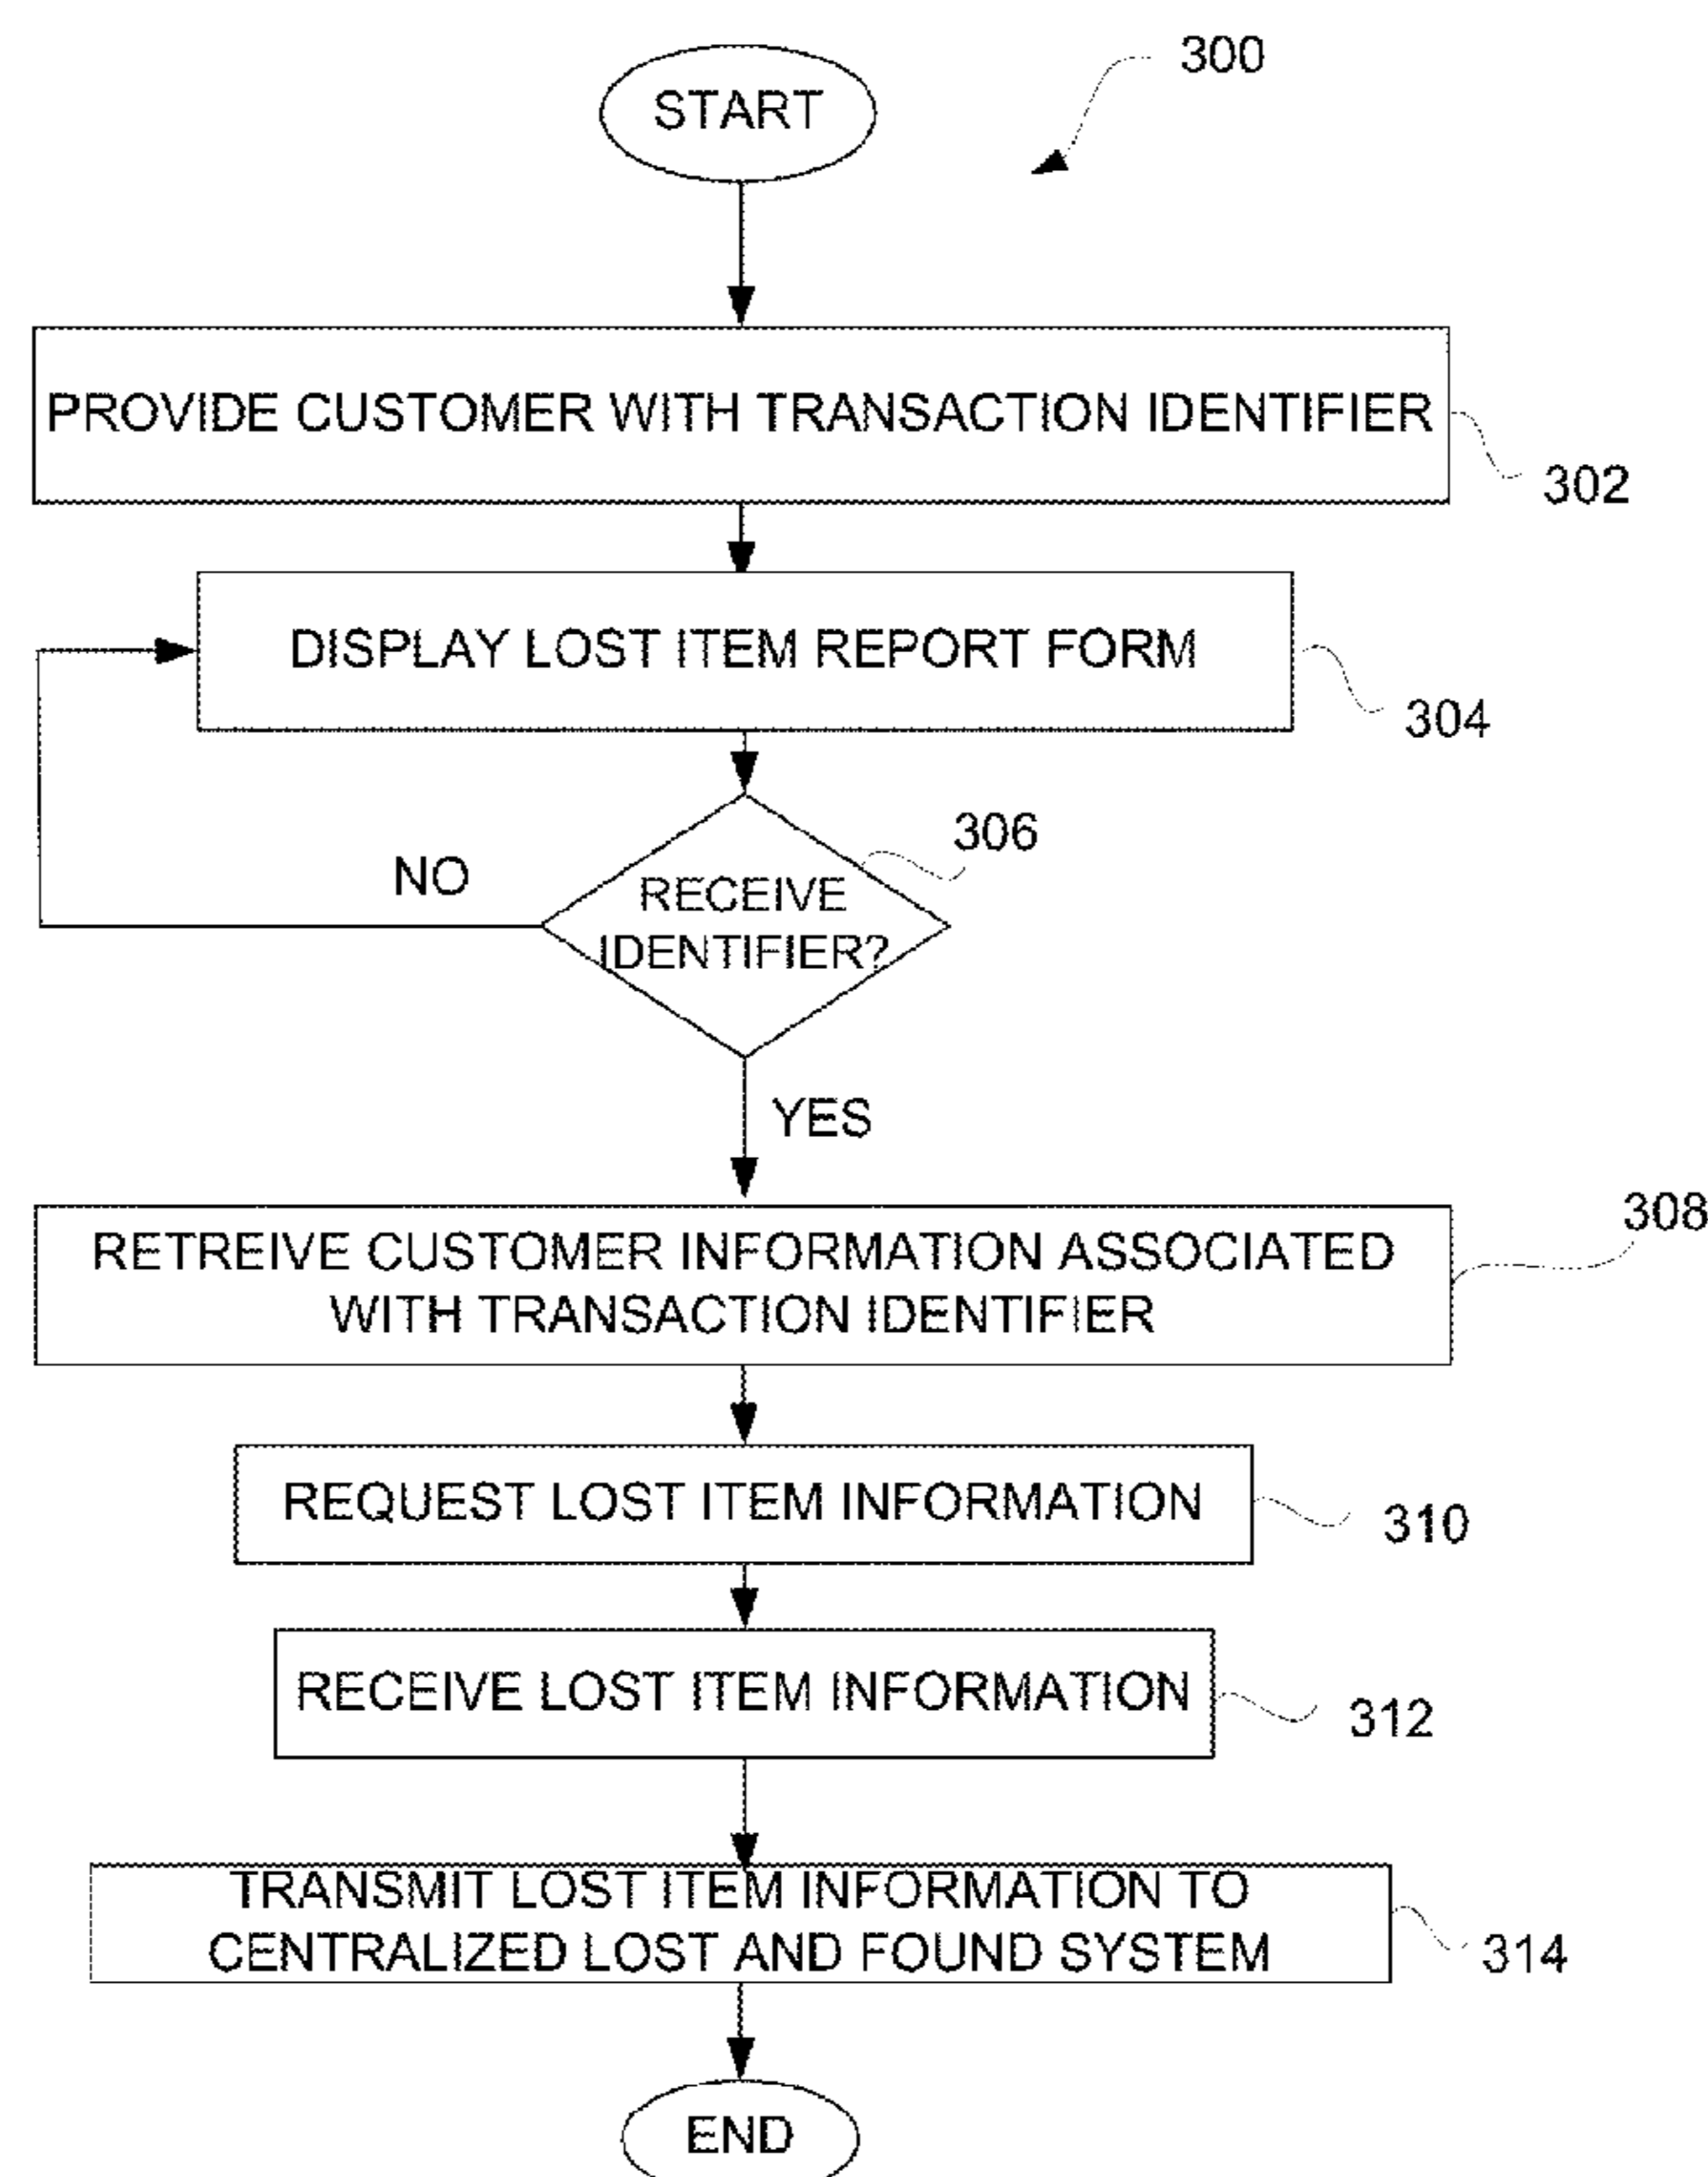 START
300
PROVIDE CUSTOMER WITH TRANSACTION IDENTIFIER
302
DISPLAY LOST ITEM REPORT FORM
304
306
NO
RECEIVE
IDENTIFIER?
YES
308
RETREIVE CUSTOMER INFORMATION ASSOCIATED
WITH TRANSACTION IDENTIFIER
REQUEST LOST ITEM INFORMATION
310
RECEIVE LOST ITEM INFORMATION
312
TRANSMIT LOST ITEM INFORMATION TO
CENTRALIZED LOST AND FOUND SYSTEM
314
END